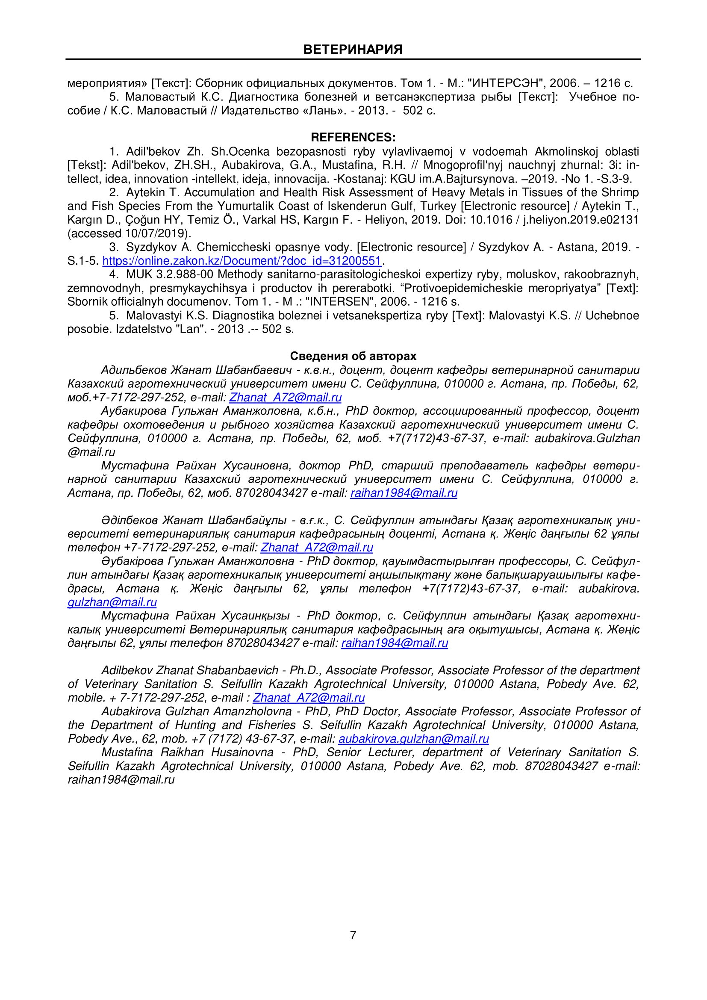 ВЕТЕРИНАРИЯ
мероприятия» [Текст]: Сборник официальных документов. Том 1. - М.: "ИНТЕРСЭН", 2006. – 1216 с.
5. Маловастый К.С. Диагностика болезней и ветсанэкспертиза рыбы [Текст]: Учебное по-
собие / К.С. Маловастый // Издательство «Лань». - 2013. - 502 с.
REFERENCES:
1. Adil'bekov Zh. Sh.Ocenka bezopasnosti ryby vylavlivaemoj v vodoemah Akmolinskoj oblasti
[Tekst]: Adil'bekov, ZH.SH., Aubakirova, G.A., Mustafina, R.H. // Mnogoprofil'nyj nauchnyj zhurnal: 3i: in-
tellect, idea, innovation -intellekt, ideja, innovacija. -Kostanaj: KGU im.A.Bajtursynova. –2019. -No 1. -S.3-9.
2. Aytekin T. Accumulation and Health Risk Assessment of Heavy Metals in Tissues of the Shrimp
and Fish Species From the Yumurtalik Coast of Iskenderun Gulf, Turkey [Electronic resource] / Aytekin T.,
Kargın D., Çoğun HY, Temiz Ö., Varkal HS, Kargın F. - Heliyon, 2019. Doi: 10.1016 / j.heliyon.2019.e02131
(accessed 10/07/2019).
3. Syzdykov A. Chemiccheski opasnye vody. [Electronic resource] / Syzdykov A. - Astana, 2019. -
S.1-5. https://online.zakon.kz/Document/?doc_id=31200551.
4. MUK 3.2.988-00 Methody sanitarno-parasitologicheskoi expertizy ryby, moluskov, rakoobraznyh,
zemnovodnyh, presmykaychihsya i productov ih pererabotki. “Protivoepidemicheskie meropriyatya” [Text]:
Sbornik officialnyh documenov. Tom 1. - M .: "INTERSEN", 2006. - 1216 s.
5. Malovastyi K.S. Diagnostika boleznei i vetsanekspertiza ryby [Text]: Malovastyi K.S. // Uchebnoe
posobie. Izdatelstvo "Lan". - 2013 .-- 502 s.
Сведения об авторах
Адильбеков Жанат Шабанбаевич - к.в.н., доцент, доцент кафедры ветеринарной санитарии
Казахский агротехнический университет имени С. Сейфуллина, 010000 г. Астана, пр. Победы, 62,
моб.+7-7172-297-252, e-mail: Zhanat_A72@mail.ru
Аубакирова Гульжан Аманжоловна, к.б.н., PhD доктор, ассоциированный профессор, доцент
кафедры охотоведения и рыбного хозяйства Казахский агротехнический университет имени С.
Сейфуллина, 010000 г. Астана, пр. Победы, 62, моб. +7(7172)43-67-37, e-mail: aubakirova.Gulzhan
@mail.ru
Мустафина Райхан Хусаиновна, доктор PhD, старший преподаватель кафедры ветери-
нарной санитарии Казахский агротехнический университет имени С. Сейфуллина, 010000 г.
Астана, пр. Победы, 62, моб. 87028043427 e-mail: raihan1984@mail.ru
Әділбеков Жанат Шабанбайұлы - в.ғ.к., С. Сейфуллин атындағы Қазақ агротехникалық уни-
верситеті ветеринариялық санитария кафедрасының доценті, Астана қ. Жеңіс даңғылы 62 ұялы
телефон +7-7172-297-252, e-mail: Zhanat_A72@mail.ru
Әубакірова Гульжан Аманжоловна - PhD доктор, қауымдастырылған профессоры, С. Сейфул-
лин атындағы Қазақ агротехникалық университеті аңшылықтану және балықшаруашылығы кафе-
драсы, Астана қ. Жеңіс даңғылы 62, ұялы телефон +7(7172)43-67-37, e-mail: aubakirova.
gulzhan@mail.ru
Мұстафина Райхан Хусаинқызы - PhD доктор, с. Сейфуллин атындағы Қазақ агротехни-
калық университеті Ветеринариялық санитария кафедрасының аға оқытушысы, Астана қ. Жеңіс
даңғылы 62, ұялы телефон 87028043427 e-mail: raihan1984@mail.ru
Adilbekov Zhanat Shabanbaevich - Ph.D., Associate Professor, Associate Professor of the department
of Veterinary Sanitation S. Seifullin Kazakh Agrotechnical University, 010000 Astana, Pobedy Ave. 62,
mobile. + 7-7172-297-252, e-mail : Zhanat_A72@mail.ru
Aubakirova Gulzhan Amanzholovna - PhD, PhD Doctor, Associate Professor, Associate Professor of
the Department of Hunting and Fisheries S. Seifullin Kazakh Agrotechnical University, 010000 Astana,
Pobedy Ave., 62, mob. +7 (7172) 43-67-37, e-mail: aubakirova.gulzhan@mail.ru
Mustafina Raikhan Husainovna - PhD, Senior Lecturer, department of Veterinary Sanitation S.
Seifullin Kazakh Agrotechnical University, 010000 Astana, Pobedy Ave. 62, mob. 87028043427 e-mail:
raihan1984@mail.ru
7